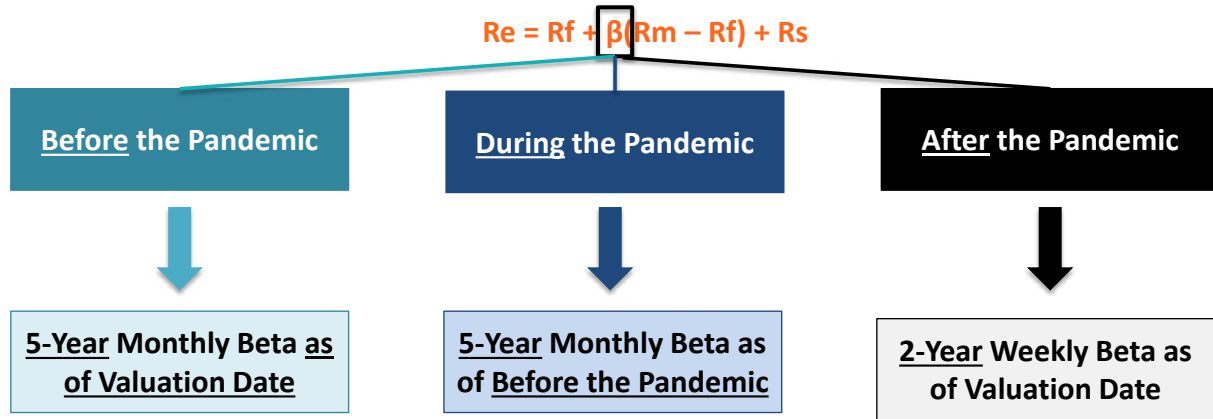 Re = Rf + β(Rm – Rf) + Rs
Before the Pandemic
During the Pandemic
After the Pandemic
5-Year Monthly Beta as
of Valuation Date
5-Year Monthly Beta as
of Before the Pandemic
2-Year Weekly Beta as
of Valuation Date